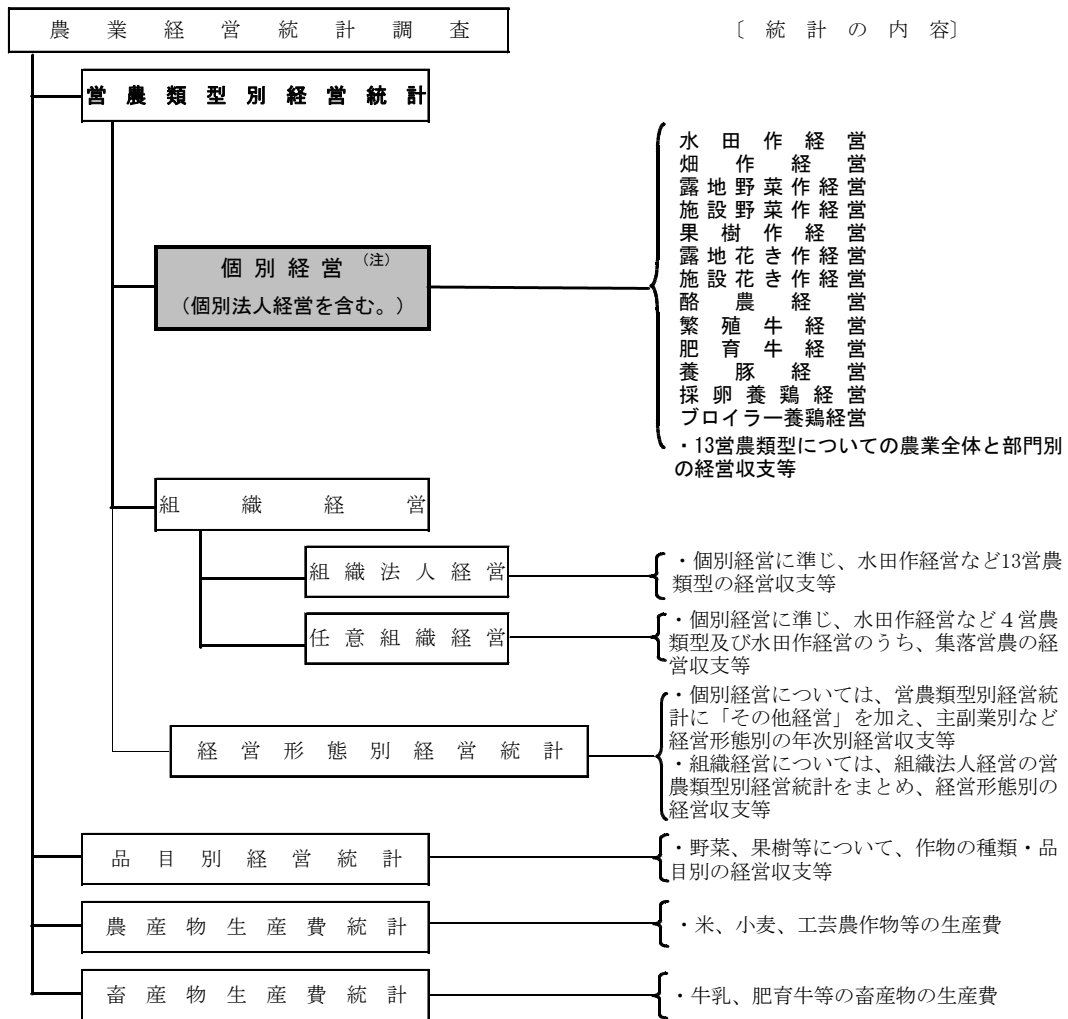 農業経営統計調査
〔統計の内容〕
営農類型別経営統計
水田作経営
畑作経営
露地野菜作経営
施設野菜作経営
果樹作経営
露地花き作経営
施設花き作経営
酪農経営
繁殖牛経営
肥育牛経営
養豚経営
採卵養鶏経営
ブロイラー養鶏経営
・13営農類型についての農業全体と部門別
の経営収支等
個別経営(注)
(個別法人経営を含む。)
組織経営
組織法人経営
・個別経営に準じ、水田作経営など13営農
類型の経営収支等
任意組織経営
・個別経営に準じ、水田作経営など4営農
類型及び水田作経営のうち、集落営農の経
営収支等
経営形態別経営統計
・個別経営については、営農類型別経営統
計に「その他経営」を加え、主副業別など
経営形態別の年次別経営収支等
・組織経営については、組織法人経営の営
農類型別経営統計をまとめ、経営形態別の
経営収支等
品目別経営統計
・野菜、果樹等について、作物の種類・品
目別の経営収支等
農産物生産費統計
・米、小麦、工芸農作物等の生産費
畜産物生産費統計
・牛乳、肥育牛等の畜産物の生産費